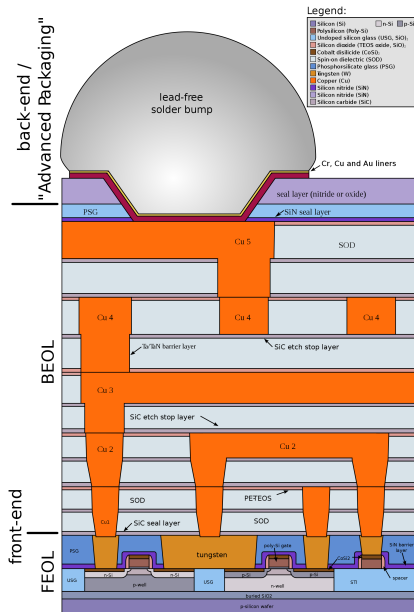 Legend:
Silicon (Si) n-Si p-Si
Polysilicon (Poly-Si)
Undoped silicon glass (USG, SiO₂)
Silicon dioxide (TEOS oxide, SiO₂)
Cobalt disilicide (CoSi₂)
Spin-on dielectric (SOD)
Phosphorsilicate glass (PSG)
Tungsten (W)
Copper (Cu)
Silicon nitride (SiN)
Silicon nitride (SiN)
Silicon carbide (SiC)
back-end /
"Advanced Packaging"
lead-free
solder bump
Cr, Cu and Au liners
seal layer (nitride or oxide)
PSG
SiN seal layer
Cu 5
SOD
Cu 4
Cu 4
Cu 4
Ta/TaN barrier layer
SiC etch stop layer
BEOL
Cu 3
SiC etch stop layer
Cu 2
Cu 2
SOD
PE-TEOS
Cu1
SiC seal layer
SOD
front-end
FEOL
PSG
tungsten
poly-Si gate
CoSi2
SiN barrier
layer
n-Si
n-Si
p-Si
p-Si
USG
p-well
USG
n-well
STI
spacer
buried SiO2
p-silicon wafer